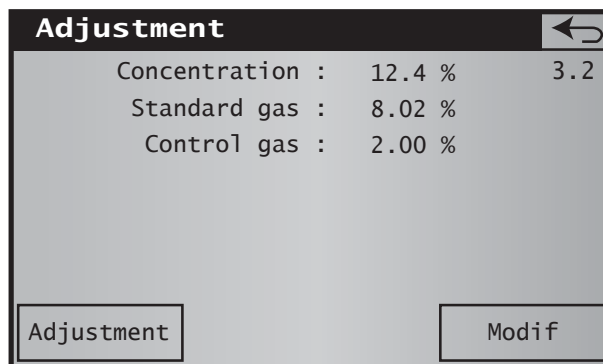 Adjustment
Concentration : 12.4 % 3.2
Standard gas : 8.02 %
Control gas : 2.00 %
Adjustment Modif